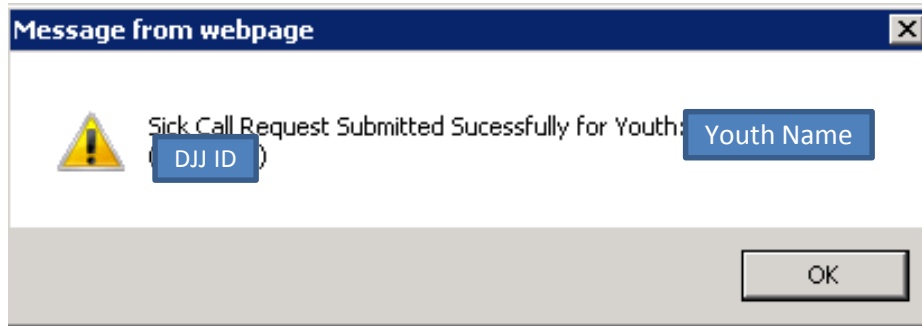 Message from webpage
Sick Call Request Submitted Sucessfully for Youth: Youth Name
(DJJ ID)
OK